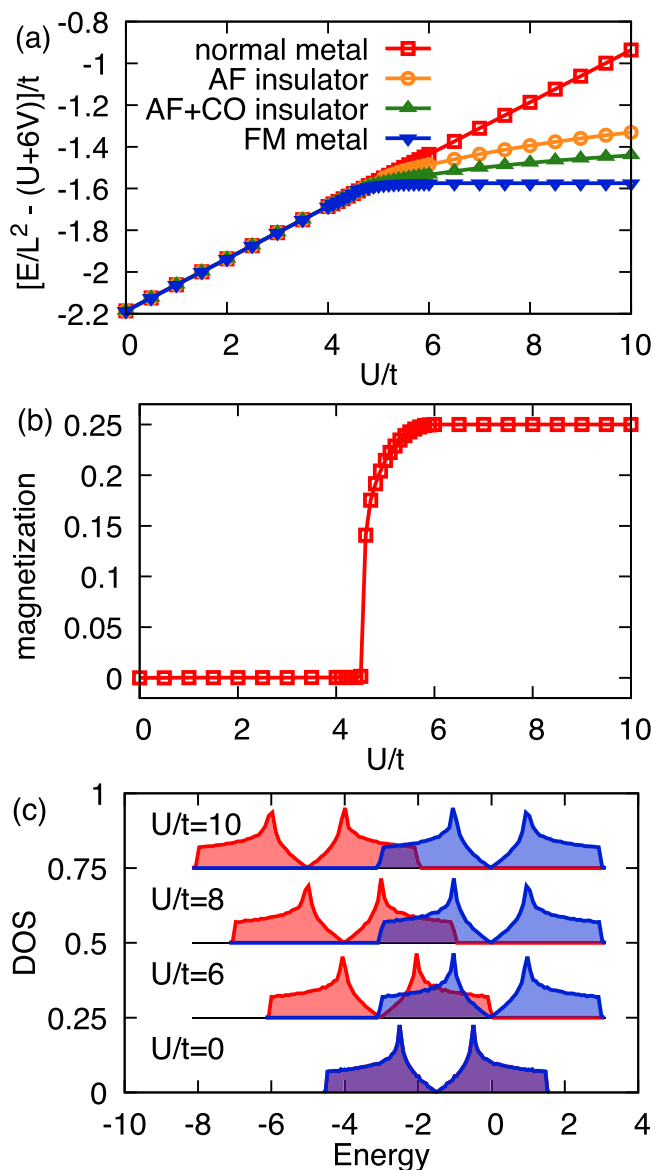 (a)
normal metal
AF insulator
AF+CO insulator
FM metal
[E/L² - (U+6V)]/t
-1
-1.2
-1.4
-1.6
-1.8
-2
-2.2
0 2 4 6 8 10
U/t
(b)
magnetization
0.25
0.2
0.15
0.1
0.05
0
0 2 4 6 8 10
U/t
(c)
DOS
1
0.75
0.5
0.25
0
U/t=10
U/t=8
U/t=6
U/t=0
-10 -8 -6 -4 -2 0 2 4
Energy